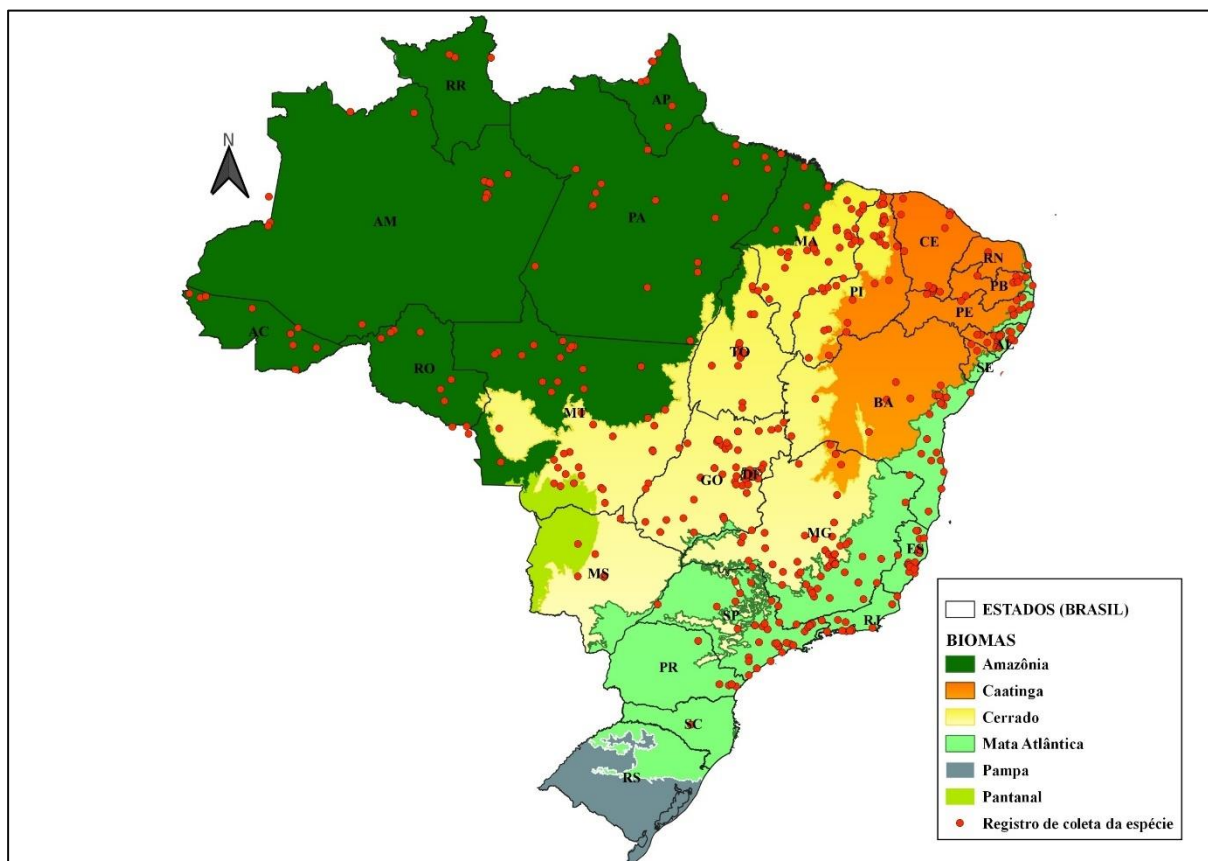 N
RR
AP
AM
PA
MA
CE
RN
PB
PE
PI
AL
SE
AC
RO
TO
BA
MT
GO
DF
MG
ES
MS
SP
RJ
PR
SC
RS
ESTADOS (BRASIL)
BIOMAS
Amazônia
Caatinga
Cerrado
Mata Atlântica
Pampa
Pantanal
Registro de coleta da espécie